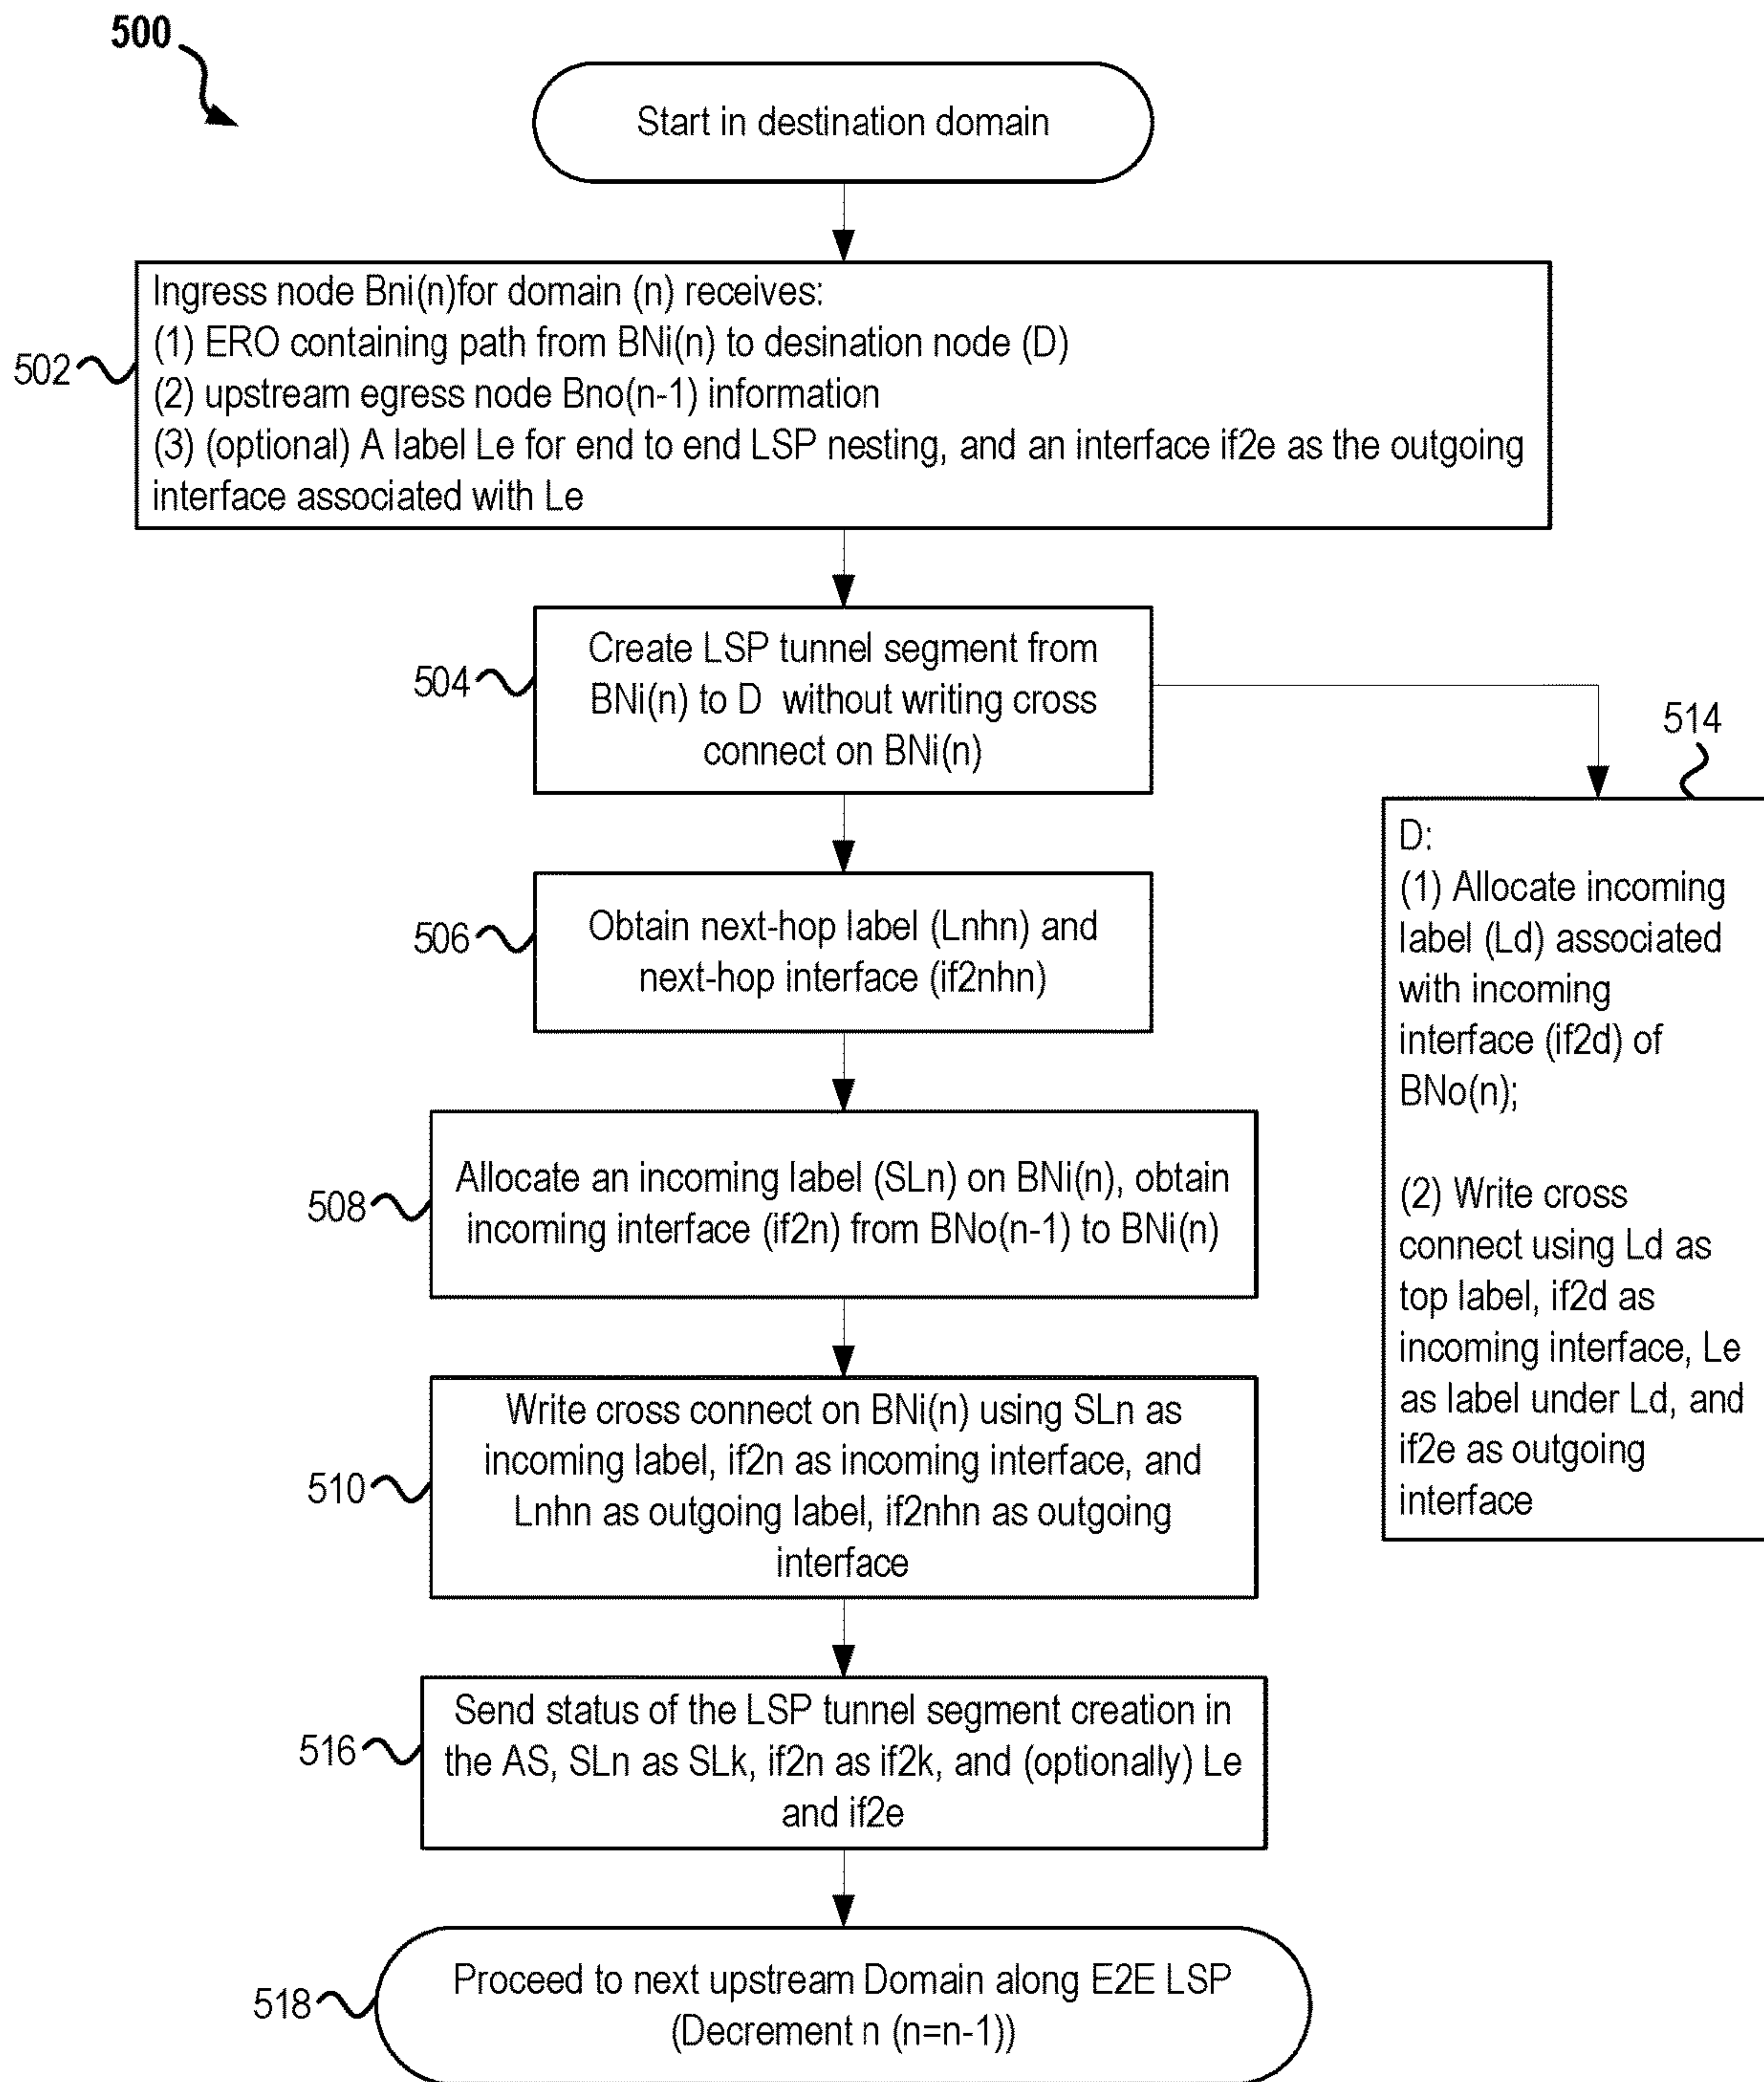 500
Start in destination domain
502
Ingress node Bni(n)for domain (n) receives:
(1) ERO containing path from BNi(n) to desination node (D)
(2) upstream egress node Bno(n-1) information
(3) (optional) A label Le for end to end LSP nesting, and an interface if2e as the outgoing
interface associated with Le
504
Create LSP tunnel segment from
BNi(n) to D without writing cross
connect on BNi(n)
506
Obtain next-hop label (Lnhn) and
next-hop interface (if2nhn)
508
Allocate an incoming label (SLn) on BNi(n), obtain
incoming interface (if2n) from BNo(n-1) to BNi(n)
510
Write cross connect on BNi(n) using SLn as
incoming label, if2n as incoming interface, and
Lnhn as outgoing label, if2nhn as outgoing
interface
514
D:
(1) Allocate incoming
label (Ld) associated
with incoming
interface (if2d) of
BNo(n);
(2) Write cross
connect using Ld as
top label, if2d as
incoming interface, Le
as label under Ld, and
if2e as outgoing
interface
516
Send status of the LSP tunnel segment creation in
the AS, SLn as SLk, if2n as if2k, and (optionally) Le
and if2e
518
Proceed to next upstream Domain along E2E LSP
(Decrement n (n=n-1))